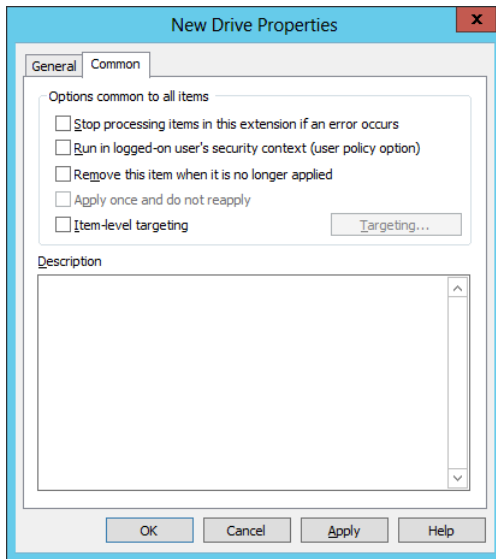 New Drive Properties
x
General
Common
Options common to all items
Stop processing items in this extension if an error occurs
Run in logged-on user's security context (user policy option)
Remove this item when it is no longer applied
Apply once and do not reapply
Item-level targeting
Targeting...
Description
OK
Cancel
Apply
Help